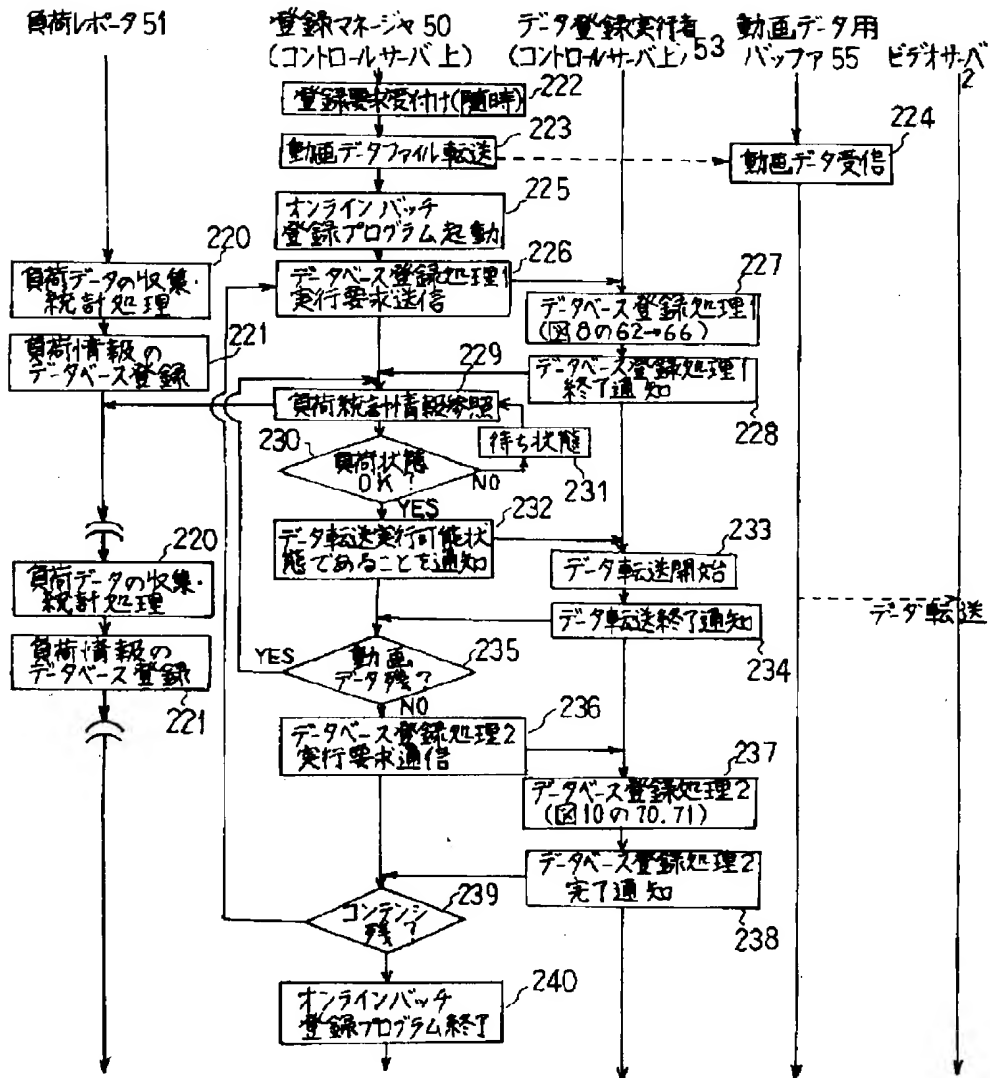 負荷レポータ51
登録マネージャ50
(コントロールサーバ上)
データ登録実行者
(コントロールサーバ上) 53
動画データ用
バッファ55
ビデオサーバ
2
登録要求受付け(随時)
222
動画データファイル転送
223
動画データ受信
224
オンラインバッチ
登録プログラム起動
225
負荷データの収集・
統計処理
220
データベース登録処理1
実行要求送信
226
データベース登録処理1
(図8の62→66)
227
負荷情報の
データベース登録
221
データベース登録処理1
終了通知
228
負荷統計情報参照
229
負荷状態
OK?
230
NO
待ち状態
231
YES
データ転送実行可能状
態であることを通知
232
データ転送開始
233
負荷データの収集・
統計処理
220
データ転送
データ転送終了通知
234
負荷情報の
データベース登録
221
動画
データ残?
235
YES
NO
データベース登録処理2
実行要求通信
236
データベース登録処理2
(図10の70.71)
237
データベース登録処理2
完了通知
238
コンテンツ
残?
239
オンラインバッチ
登録プログラム終了
240